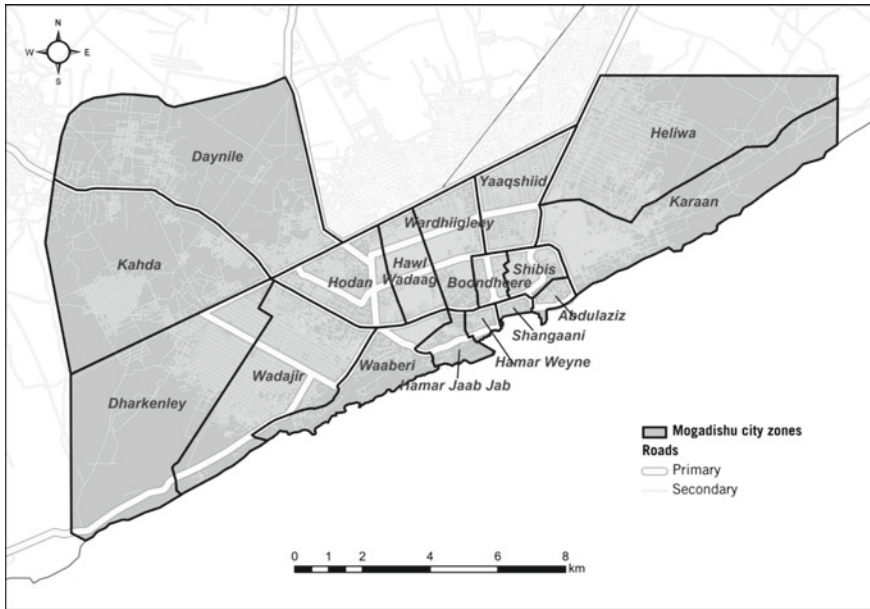 N
W E
S
Daynile
Heliwa
Yaaqshiid
Karaan
Wardhiigleey
Kahda
Hodan
Hawl
Wadaag
Boondheere
Shibis
Abdulaziz
Shangaani
Hamar Weyne
Waaberi
Hamar Jaab Jab
Wadajir
Dharkenley
Mogadishu city zones
Roads
Primary
Secondary
0 1 2 4 6 8
km